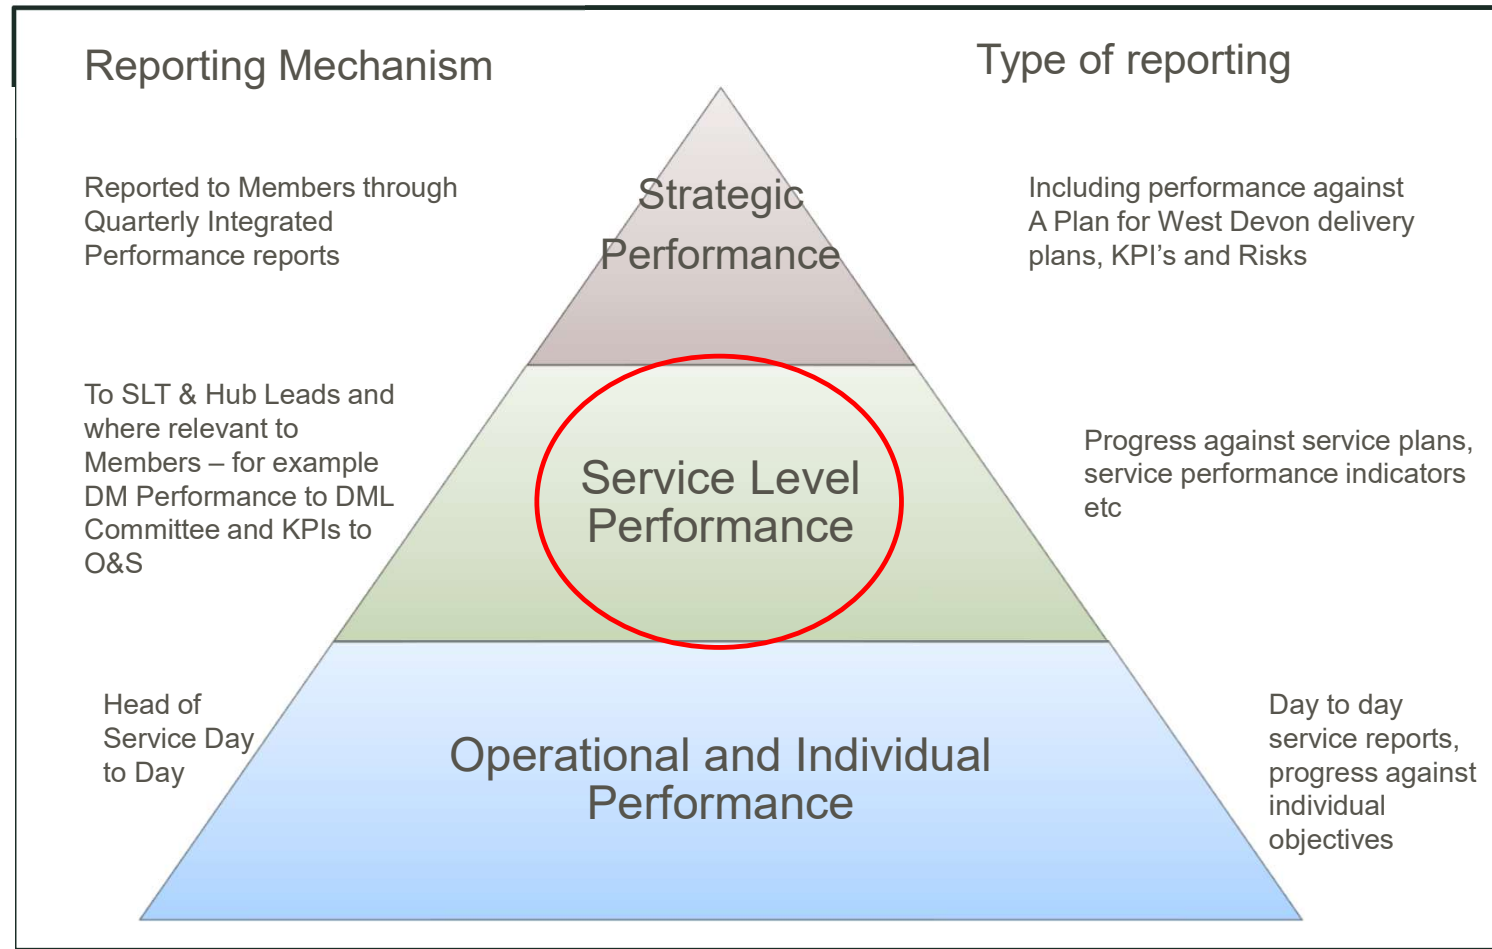 Reporting Mechanism
Type of reporting
Reported to Members through
Quarterly Integrated
Performance reports
Strategic
Performance
Including performance against
A Plan for West Devon delivery
plans, KPI's and Risks
To SLT & Hub Leads and
where relevant to
Members – for example
DM Performance to DML
Committee and KPIs to
O&S
Service Level
Performance
Progress against service plans,
service performance indicators
etc
Head of
Service Day
to Day
Operational and Individual
Performance
Day to day
service reports,
progress against
individual
objectives